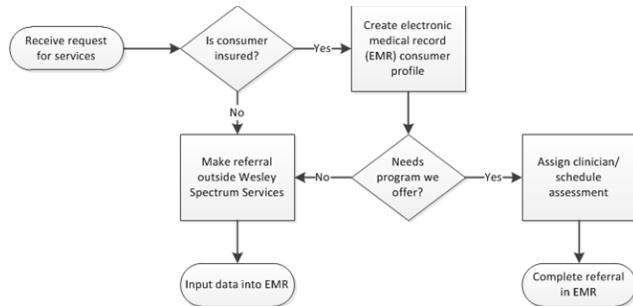 Receive request
for services
Is consumer
insured?
Yes
Create electronic
medical record
(EMR) consumer
profile
No
Make referral
outside Wesley
Spectrum Services
No
Needs
program we
offer?
Yes
Assign clinician/
schedule
assessment
Input data into EMR
Complete referral
in EMR